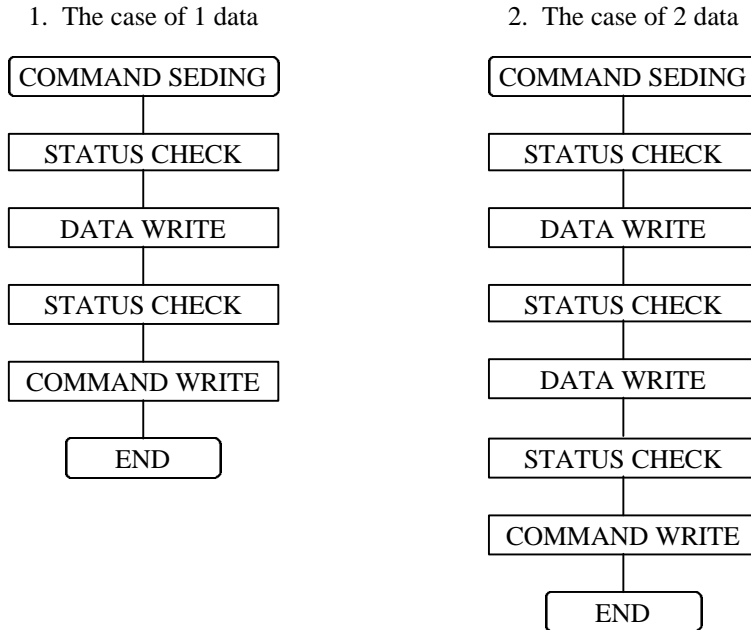 1. The case of 1 data
COMMAND SEDING
STATUS CHECK
DATA WRITE
STATUS CHECK
COMMAND WRITE
END
2. The case of 2 data
COMMAND SEDING
STATUS CHECK
DATA WRITE
STATUS CHECK
DATA WRITE
STATUS CHECK
COMMAND WRITE
END